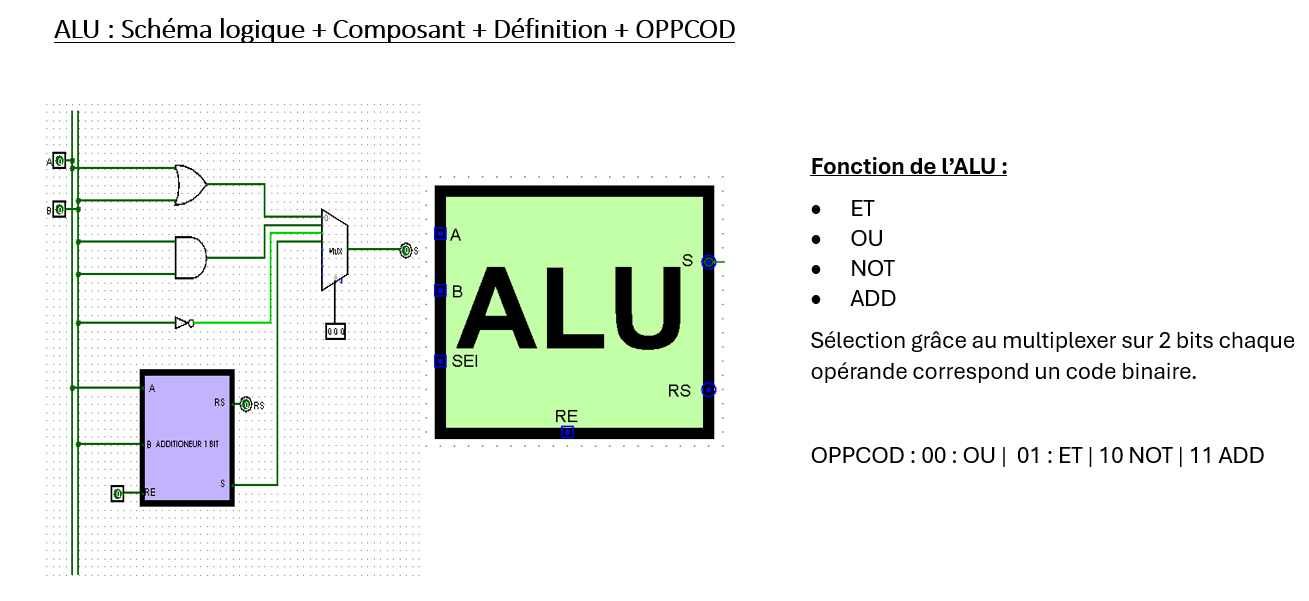 ALU : Schéma logique + Composant + Définition + OPPCOD
A
B
MUX
S
000
A
RS
RS
B ADDITIONEUR 1 BIT
S
RE
A
S
B
ALU
SEl
RS
RE
Fonction de l’ALU :
• ET
• OU
• NOT
• ADD
Sélection grâce au multiplexer sur 2 bits chaque
opérande correspond un code binaire.
OPPCOD : 00 : OU | 01 : ET | 10 NOT | 11 ADD